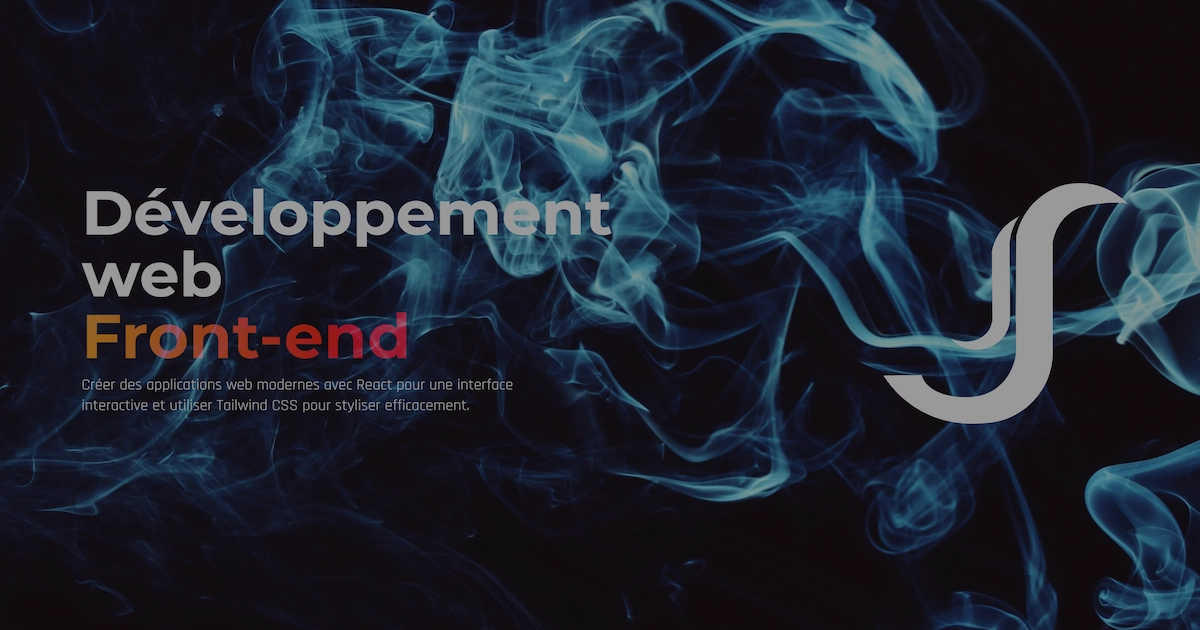 Développement
web
Front-end
Créer des applications web modernes avec React pour une interface
interactive et utiliser Tailwind CSS pour styliser efficacement.